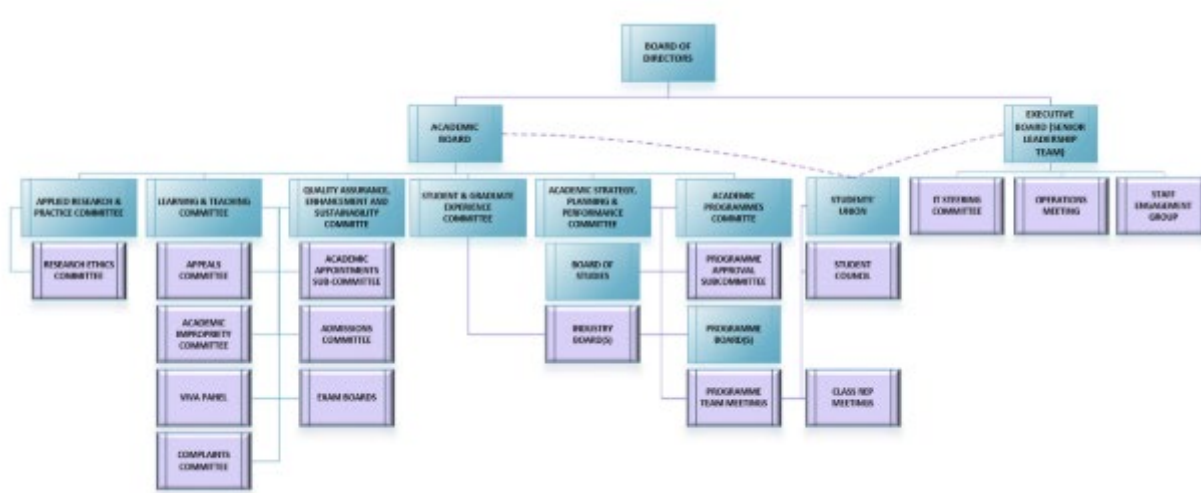 BOARD OF
DIRECTORS
ACADEMIC
BOARD
EXECUTIVE
BOARD (SENIOR
LEADERSHIP
TEAM)
APPLIED RESEARCH &
PRACTICE COMMITTEE
LEARNING & TEACHING
COMMITTEE
QUALITY ASSURANCE,
ENHANCEMENT AND
SUSTAINABILITY
COMMITTE
STUDENT & GRADUATE
EXPERIENCE
COMMITTEE
ACADEMIC STRATEGY,
PLANNING &
PERFORMANCE
COMMITTEE
ACADEMIC
PROGRAMMES
COMMITTE
STUDENTS'
UNION
IT STEERING
COMMITTEE
OPERATIONS
MEETING
STAFF
ENGAGEMENT
GROUP
RESEARCH ETHICS
COMMITTEE
APPEALS
COMMITTEE
ACADEMIC
APPOINTMENTS
SUB-COMMITTEE
BOARD OF
STUDIES
PROGRAMME
APPROVAL
SUBCOMMITTEE
STUDENT
COUNCIL
ACADEMIC
IMPROPRIETY
COMMITTEE
ADMISSIONS
COMMITTEE
INDUSTRY
BOARD(S)
PROGRAMME
BOARD(S)
VIVA PANEL
EXAM BOARDS
PROGRAMME
TEAM MEETINGS
CLASS REP
MEETINGS
COMPLAINTS
COMMITTEE